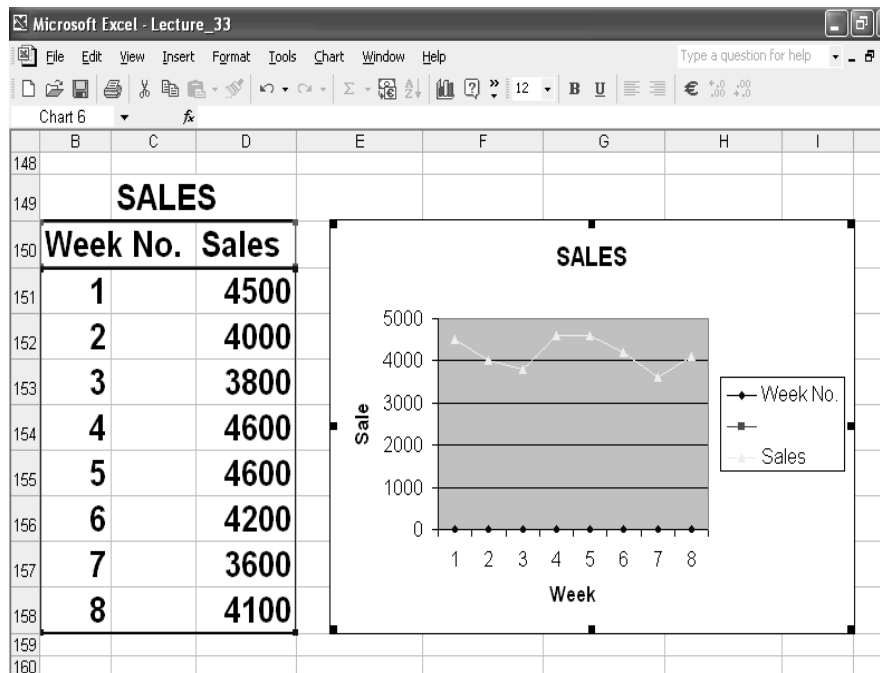 Microsoft Excel - Lecture_33
File Edit View Insert Format Tools Chart Window Help Type a question for help
12 B U €
Chart 6 fx
B C D E F G H I
148
149 SALES
150 Week No. Sales
151 1 4500
152 2 4000
153 3 3800
154 4 4600
155 5 4600
156 6 4200
157 7 3600
158 8 4100
159
160
SALES
5000
4000
3000
2000
1000
0
Sale
1 2 3 4 5 6 7 8
Week
Week No.
Sales